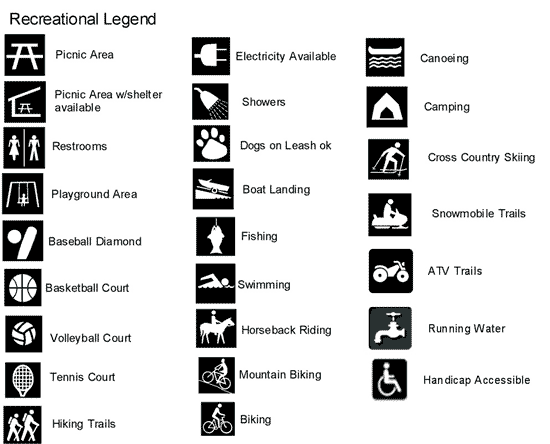 Recreational Legend
Picnic Area
Picnic Area w/shelter
available
Restrooms
Playground Area
Baseball Diamond
Basketball Court
Volleyball Court
Tennis Court
Hiking Trails
Electricity Available
Showers
Dogs on Leash ok
Boat Landing
Fishing
Swimming
Horseback Riding
Mountain Biking
Biking
Canoeing
Camping
Cross Country Skiing
Snowmobile Trails
ATV Trails
Running Water
Handicap Accessible